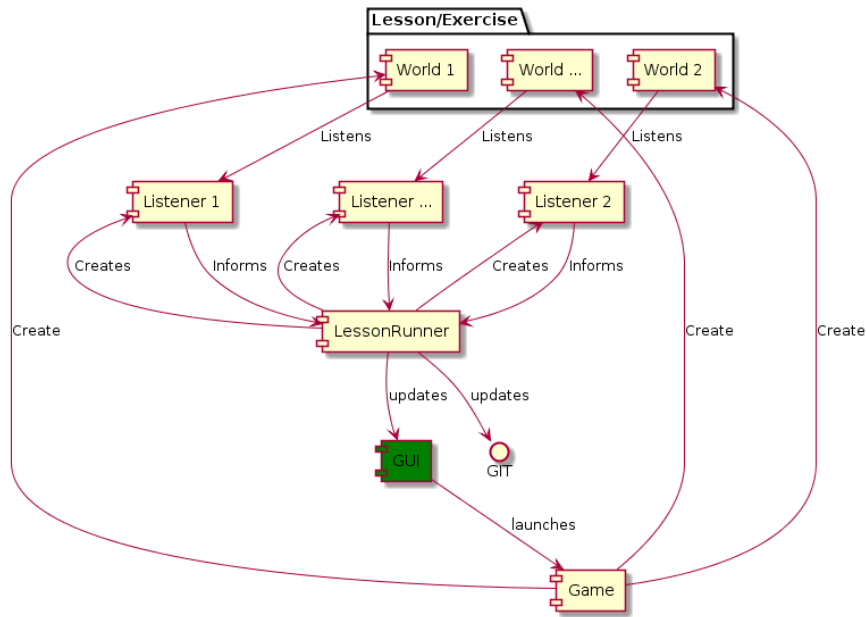 Lesson/Exercise
World 1
World ...
World 2
Listens
Listens
Listens
Listener 1
Listener ...
Listener 2
Creates
Informs
Creates
Informs
Creates
Informs
LessonRunner
Create
Create
Create
updates
updates
GUI
GIT
launches
Game